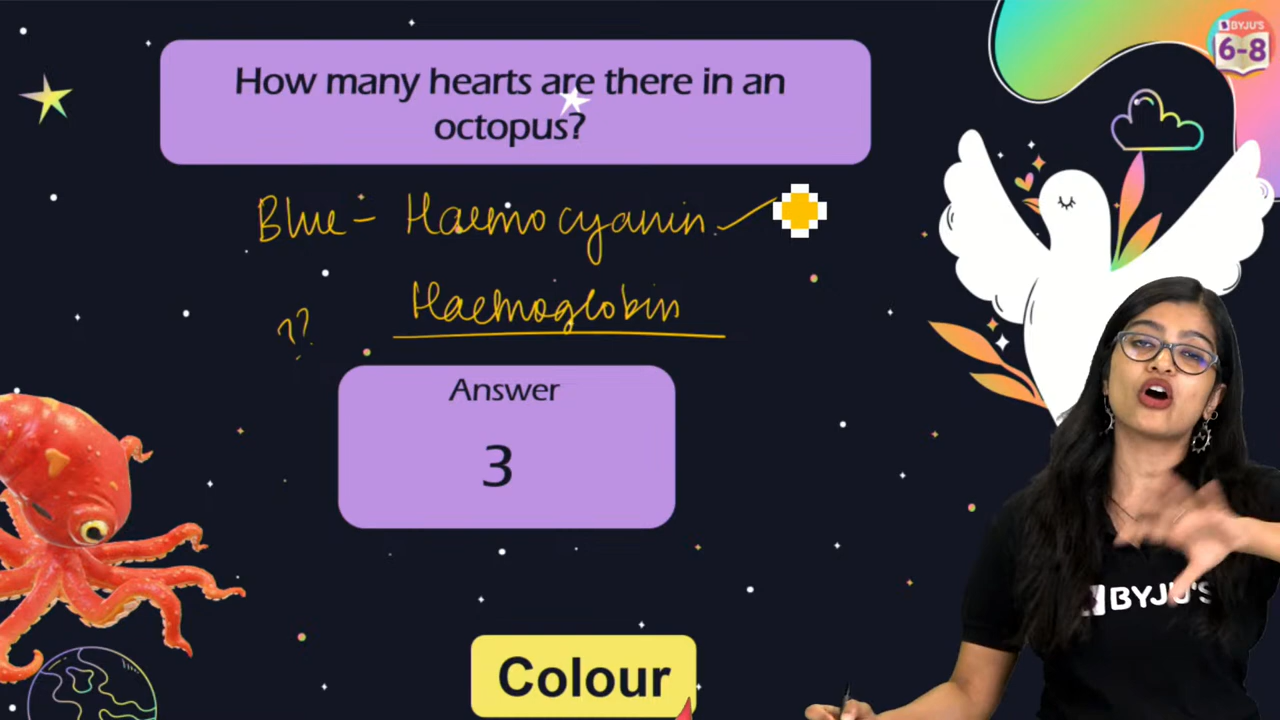 BYJU'S
6-8
How many hearts are there in an
octopus?
Blue - Haemocyanin.
Haemoglobin
??
Answer
3
BYJU'S
Colour